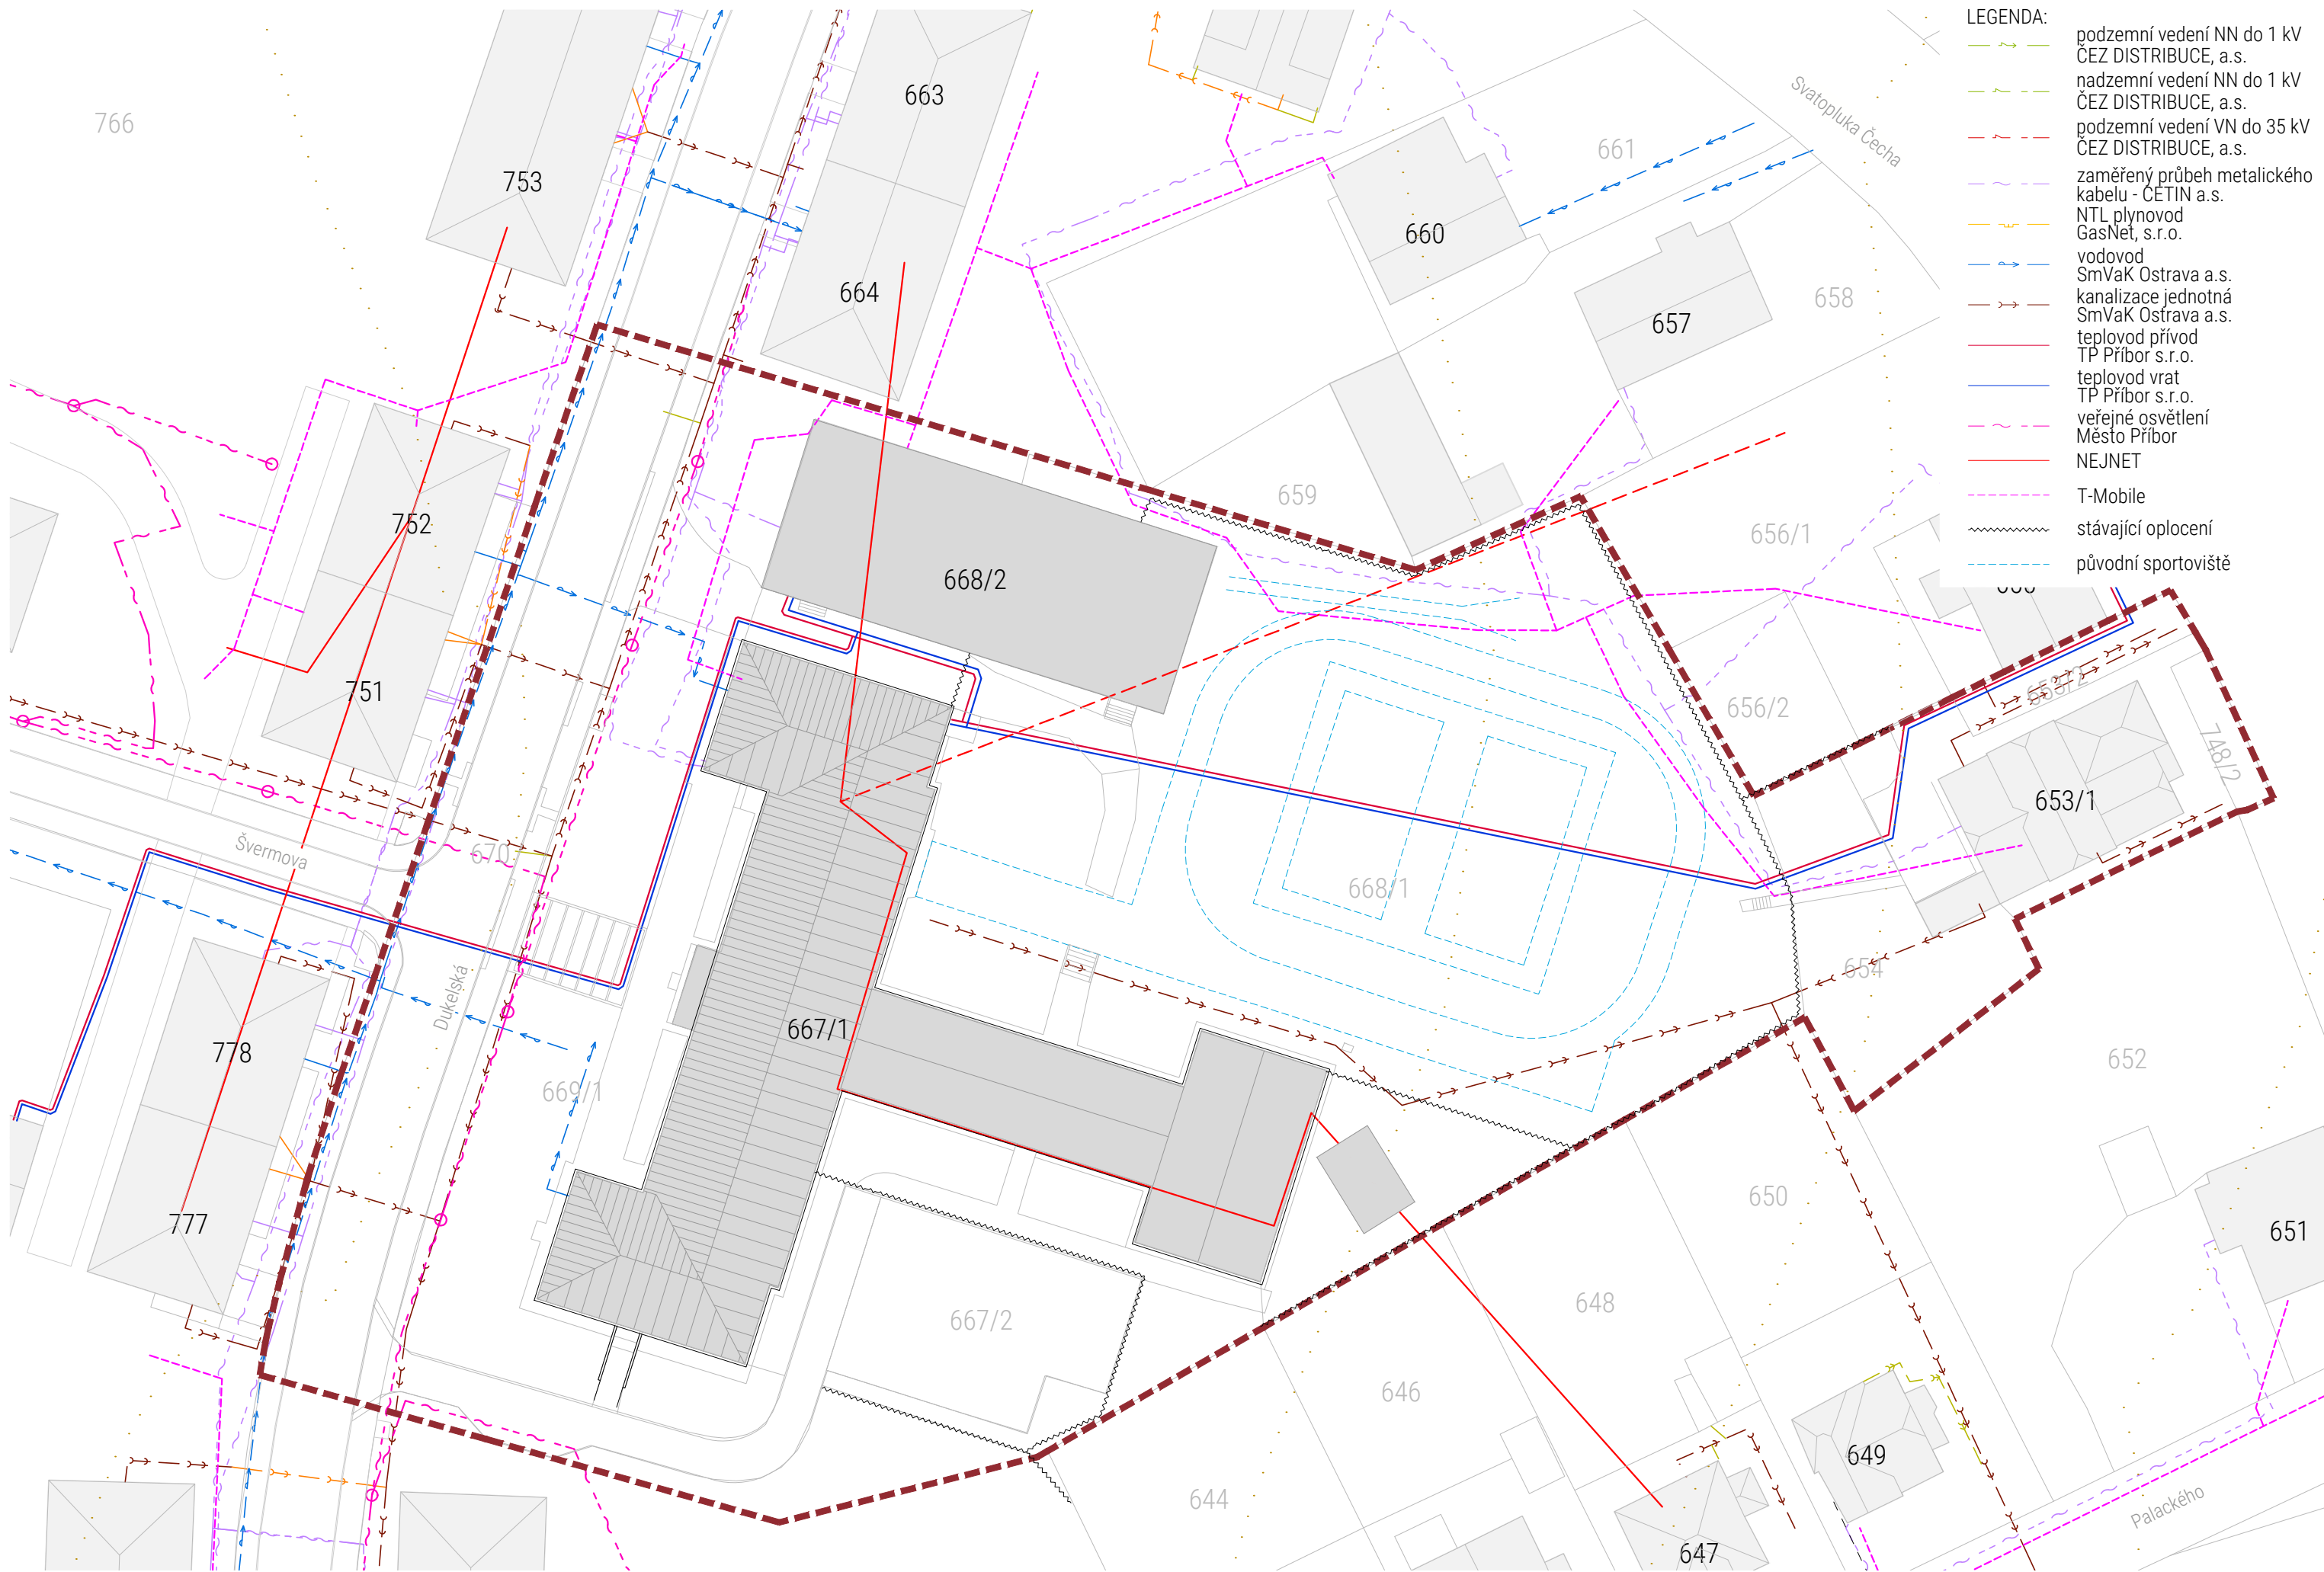 LEGENDA:
podzemní vedení NN do 1 kV
ČEZ DISTRIBUCE, a.s.
nadzemní vedení NN do 1 kV
ČEZ DISTRIBUCE, a.s.
podzemní vedení VN do 35 kV
ČEZ DISTRIBUCE, a.s.
zaměřený průbeh metalického
kabelu - CETIN a.s.
NTL plynovod
GasNet, s.r.o.
vodovod
SmVaK Ostrava a.s.
kanalizace jednotná
SmVaK Ostrava a.s.
teplovod přívod
TP Příbor s.r.o.
teplovod vrat
TP Příbor s.r.o.
veřejné osvětlení
Město Příbor
NEJNET
T-Mobile
stávající oplocení
původní sportoviště
766
753
663
664
661
Svatopluka Čecha
660
657
658
659
752
656/1
668/2
751
656/2
653/2
748/2
653/1
Švermova
670
668/1
654
Dukelská
667/1
778
669/1
652
777
650
651
667/2
648
646
649
644
647
Palackého